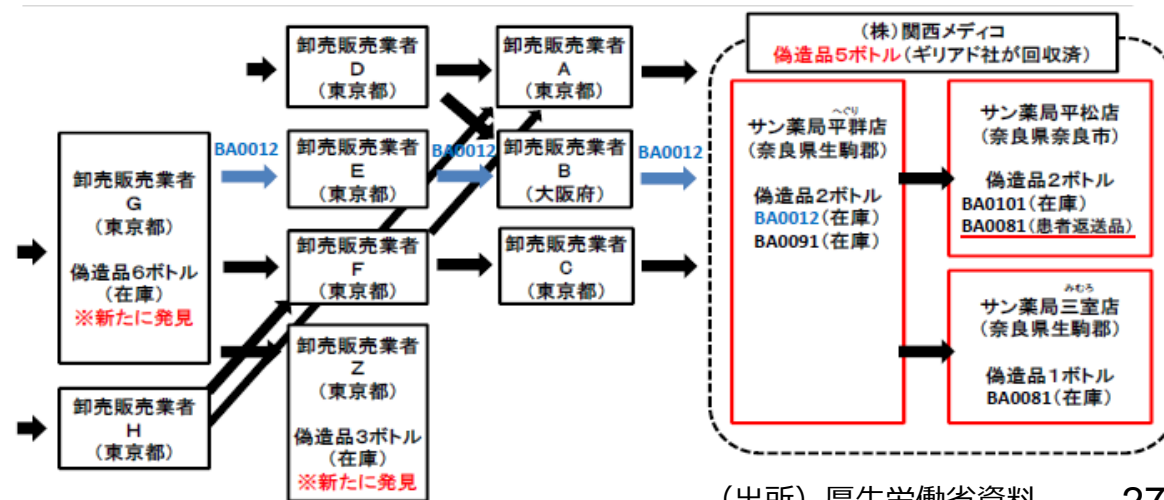 卸売販売業者
D
(東京都)
卸売販売業者
A
(東京都)
(株)関西メディコ
偽造品5ボトル(ギリアド社が回収済)
BA0012
卸売販売業者
E
(東京都)
BA0012
卸売販売業者
B
(大阪府)
BA0012
卸売販売業者
G
(東京都)
偽造品6ボトル
(在庫)
※新たに発見
卸売販売業者
F
(東京都)
卸売販売業者
C
(東京都)
卸売販売業者
Z
(東京都)
偽造品3ボトル
(在庫)
※新たに発見
卸売販売業者
H
(東京都)
へぐり
サン薬局平群店
(奈良県生駒郡)
偽造品2ボトル
BA0012(在庫)
BA0091(在庫)
サン薬局平松店
(奈良県奈良市)
偽造品2ボトル
BA0101(在庫)
BA0081(患者返送品)
みむろ
サン薬局三室店
(奈良県生駒郡)
偽造品1ボトル
BA0081(在庫)
(出所)厚生労働省資料
27